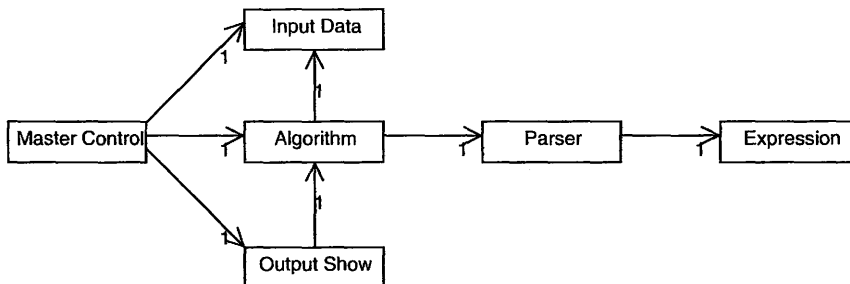 Input Data
1
1
Master Control
1
Algorithm
1
Parser
1
Expression
1
1
Output Show